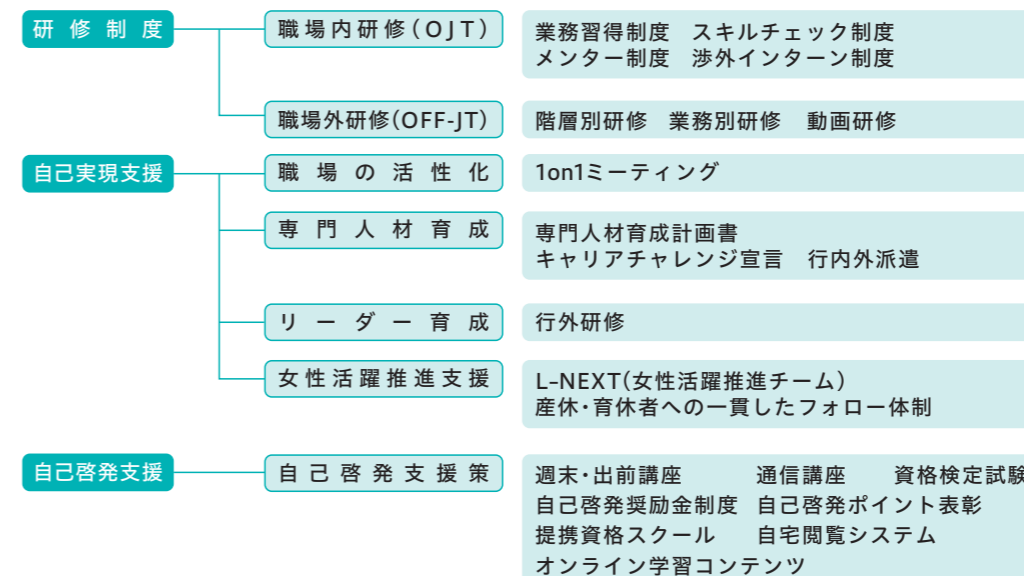 研修制度
職場内研修(OJT)
業務習得制度 スキルチェック制度
メンター制度 渉外インターン制度
職場外研修(OFF-JT)
階層別研修 業務別研修 動画研修
自己実現支援
職場の活性化
1on1ミーティング
専門人材育成
専門人材育成計画書
キャリアチャレンジ宣言 行内外派遣
リーダー育成
行外研修
女性活躍推進支援
L-NEXT(女性活躍推進チーム)
産休・育休者への一貫したフォロー体制
自己啓発支援
自己啓発支援策
週末・出前講座 通信講座 資格検定試験
自己啓発奨励金制度 自己啓発ポイント表彰
提携資格スクール 自宅閲覧システム
オンライン学習コンテンツ